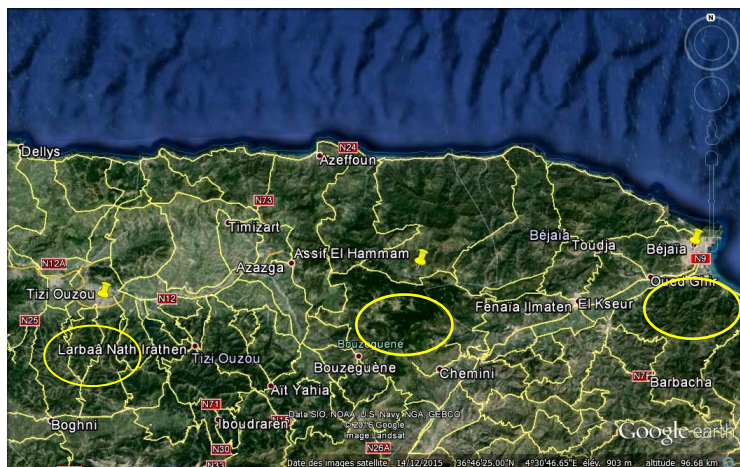 N
Dellys
N24
Azeffoun
N73
Timizart
Béjaïa
Toudja
Béjaïa
Assif El Hammam
N12A
Azazga
N9
Oued Ghir
Tizi Ouzou
N12
Fenaïa Ilmaten
El Kseur
N25
Larbaâ Nath Irathen
Tizi Ouzou
Bouzeguene
Bouzeguène
Chemini
Barbacha
Aït Yahia
N71
Boghni
Iboudraren
N15
Data SIO, NOAA, U.S. Navy, NGA, GEBCO
© 2016 Google
Image Landsat
Google earth
N30
N26A
N33
Date des images satellite : 14/12/2015 36°46'25.00"N 4°30'46.65"E élév. 903 m altitude 96.68 km